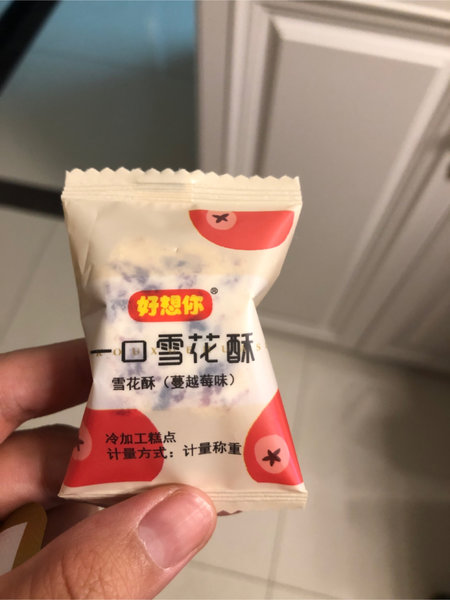 好想你®
一口雪花酥
雪花酥（蔓越莓味）
冷加工糕点
计量方式：计量称重